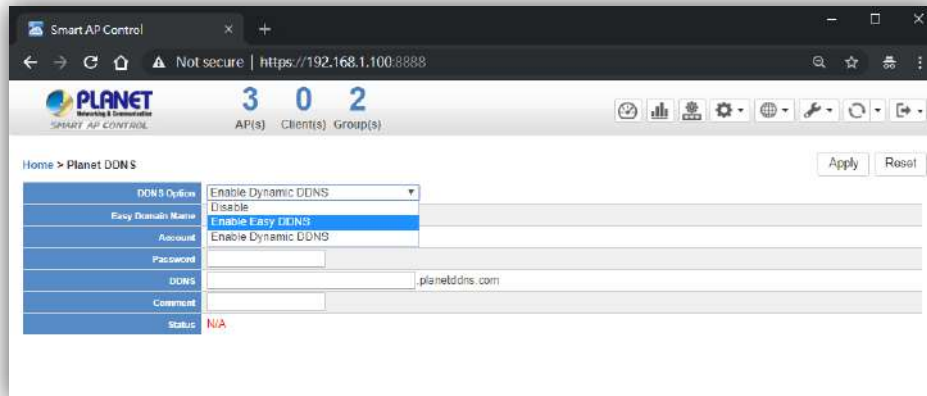 Smart AP Control
Not secure | https://192.168.1.100:8888
PLANET
Networking & Communication
SMART AP CONTROL
3 0 2
AP(s) Client(s) Group(s)
Home > Planet DDNS
Apply Reset
DDNS Option Enable Dynamic DDNS
Disable
Easy Domain Name Enable Easy DDNS
Account Enable Dynamic DDNS
Password
DDNS .planetddns.com
Comment
Status N/A